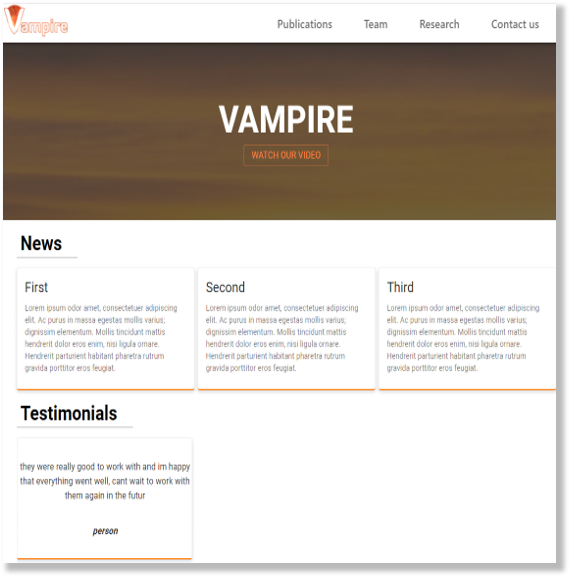 Vampire
Publications Team Research Contact us
VAMPIRE
WATCH OUR VIDEO
News
First
Lorem ipsum odor amet, consectetuer adipiscing
elit. Ac purus in massa egestas mollis varius;
dignissim elementum. Mollis tincidunt mattis
hendrerit dolor eros enim, nisi ligula ornare.
Hendrerit parturient habitant pharetra rutrum
gravida porttitor eros feugiat.
Second
Lorem ipsum odor amet, consectetuer adipiscing
elit. Ac purus in massa egestas mollis varius;
dignissim elementum. Mollis tincidunt mattis
hendrerit dolor eros enim, nisi ligula ornare.
Hendrerit parturient habitant pharetra rutrum
gravida porttitor eros feugiat.
Third
Lorem ipsum odor amet, consectetuer adipiscing
elit. Ac purus in massa egestas mollis varius;
dignissim elementum. Mollis tincidunt mattis
hendrerit dolor eros enim, nisi ligula ornare.
Hendrerit parturient habitant pharetra rutrum
gravida porttitor eros feugiat.
Testimonials
they were really good to work with and im happy
that everything went well, cant wait to work with
them again in the futur
person